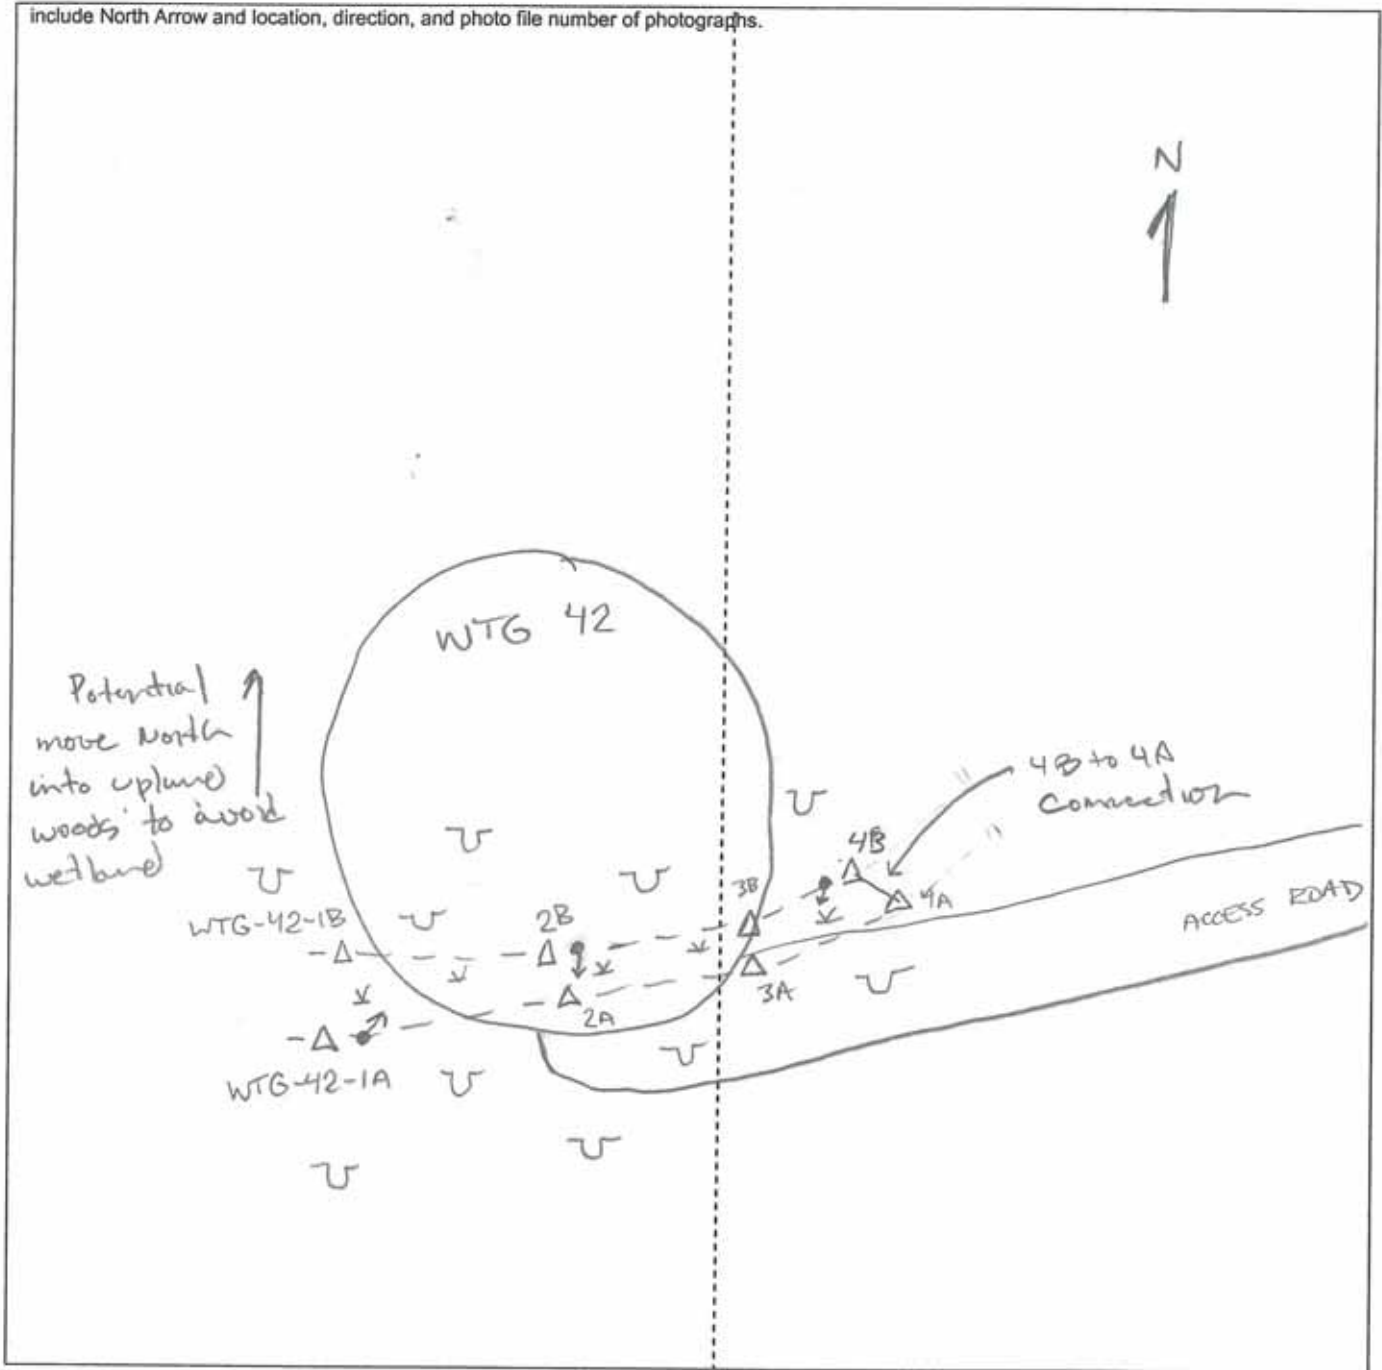 include North Arrow and location, direction, and photo file number of photographs.
N
WTG 42
Potential
move North
into upland
woods to avoid
wetland
4B to 4A
Connection
4B
4A
3B
ACCESS ROAD
WTG-42-1B
2B
3A
2A
WTG-42-1A